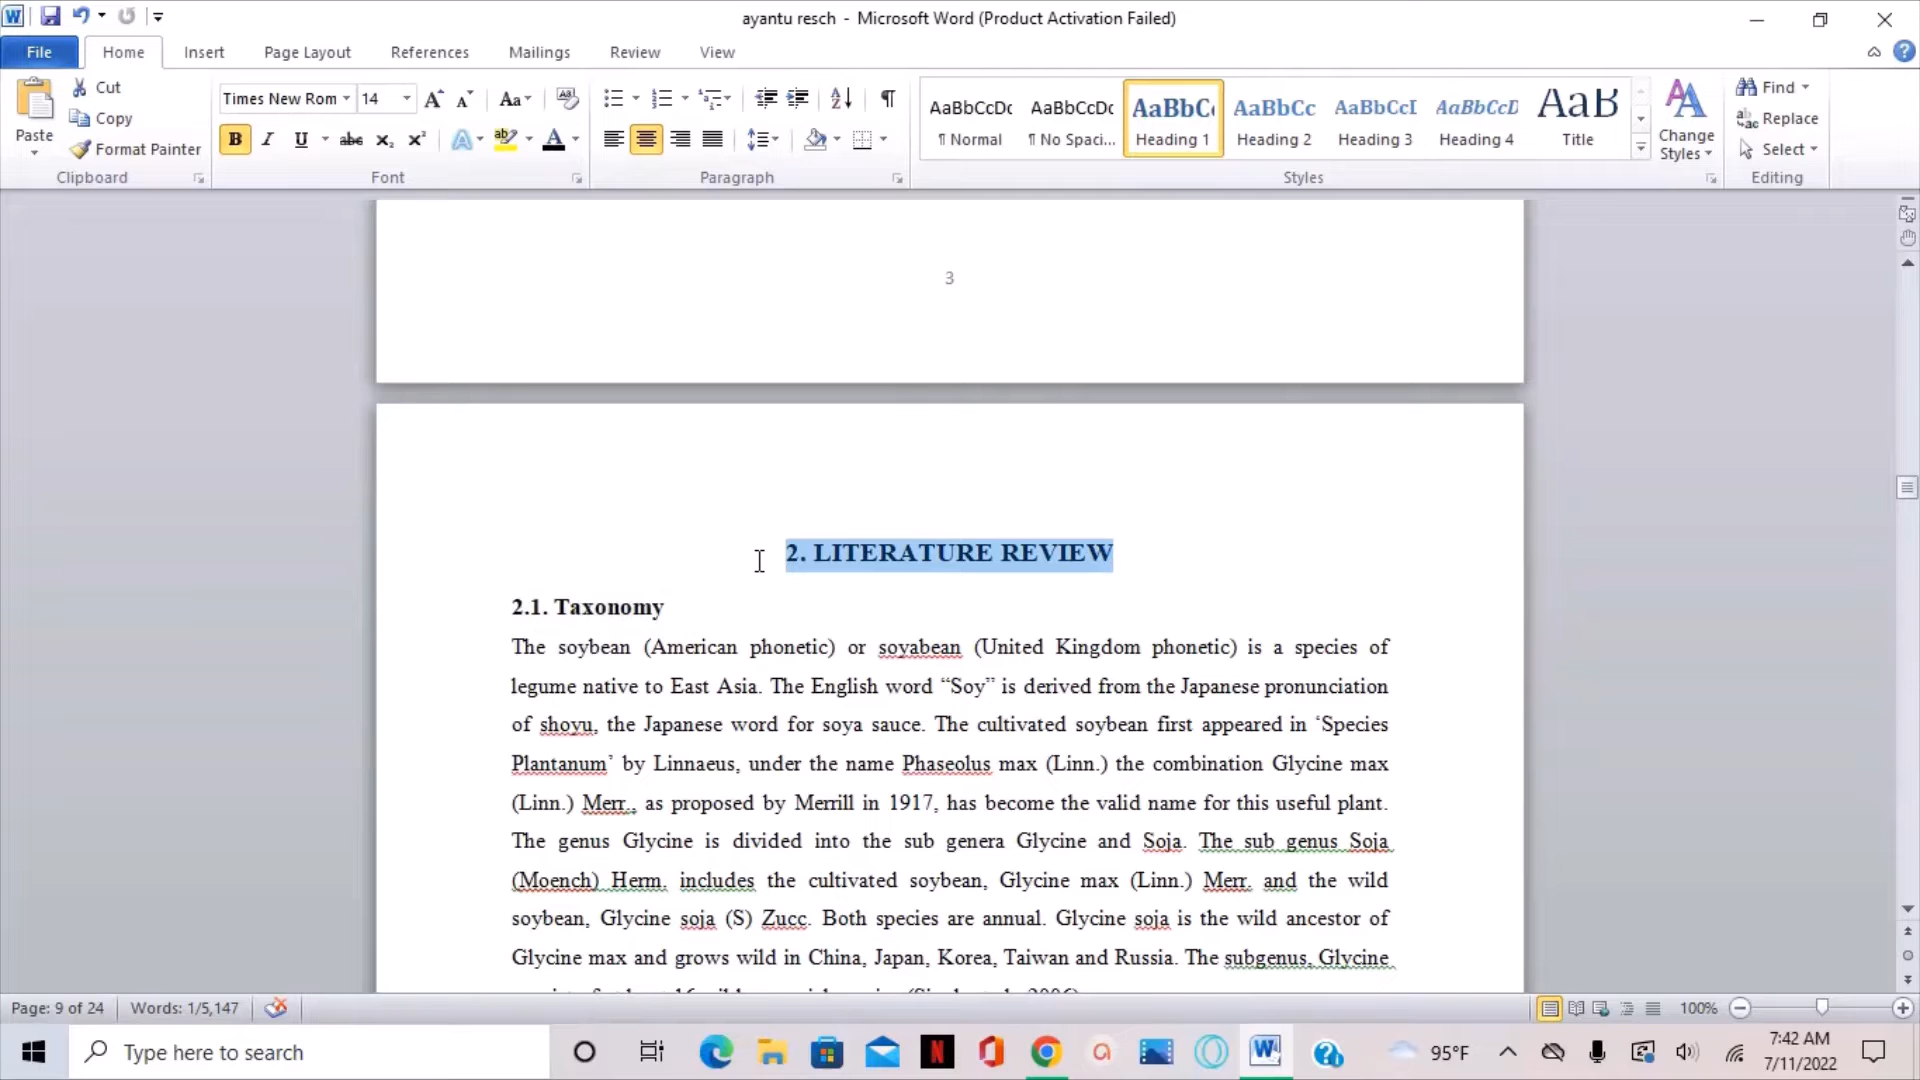 ayantu resch - Microsoft Word (Product Activation Failed)
File Home Insert Page Layout References Mailings Review View
Paste
Cut
Copy
Format Painter
Clipboard
Times New Rom 14
Font
Paragraph
AaBbCcDc AaBbCcDc AaBbC AaBbCc AaBbCcI AaBbCcD AaB
¶ Normal ¶ No Spaci... Heading 1 Heading 2 Heading 3 Heading 4 Title
Change Styles
Styles
Find
Replace
Select
Editing
3
2. LITERATURE REVIEW
2.1. Taxonomy
The soybean (American phonetic) or soyabean (United Kingdom phonetic) is a species of
legume native to East Asia. The English word “Soy” is derived from the Japanese pronunciation
of shoyu, the Japanese word for soya sauce. The cultivated soybean first appeared in ‘Species
Plantanum’ by Linnaeus, under the name Phaseolus max (Linn.) the combination Glycine max
(Linn.) Merr., as proposed by Merrill in 1917, has become the valid name for this useful plant.
The genus Glycine is divided into the sub genera Glycine and Soja. The sub genus Soja
(Moench) Herm. includes the cultivated soybean, Glycine max (Linn.) Merr. and the wild
soybean, Glycine soja (S) Zucc. Both species are annual. Glycine soja is the wild ancestor of
Glycine max and grows wild in China, Japan, Korea, Taiwan and Russia. The subgenus, Glycine
Page: 9 of 24 Words: 1/5,147 100%
Type here to search
95°F
7:42 AM
7/11/2022